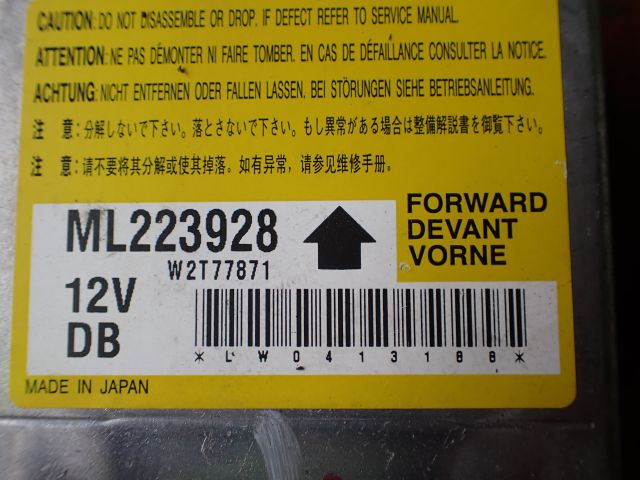 CAUTION: DO NOT DISASSEMBLE OR DROP. IF DEFECT REFER TO SERVICE MANUAL.
ATTENTION: NE PAS DÉMONTER NI FAIRE TOMBER. EN CAS DE DÉFAILLANCE CONSULTER LA NOTICE.
ACHTUNG: NICHT ENTFERNEN ODER FALLEN LASSEN. BEI STÖRUNGEN SIEHE BETRIEBSANLEITUNG.
注 意: 分解しないで下さい。落とさないで下さい。もし異常がある場合は整備解説書を御覧下さい。
注 意: 请不要将其分解或使其掉落。如有异常，请参见维修手册.
ML223928
W2T77871
FORWARD
DEVANT
VORNE
12V
DB
*LW0413188*
MADE IN JAPAN